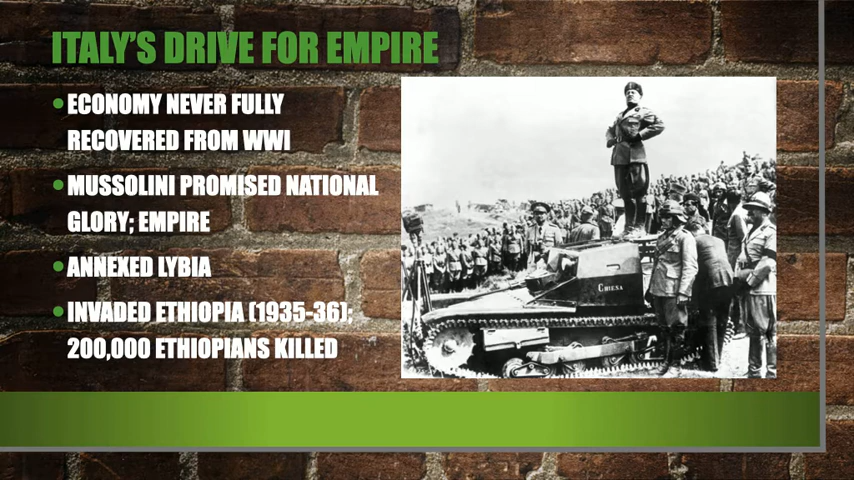 ITALY'S DRIVE FOR EMPIRE
• ECONOMY NEVER FULLY
RECOVERED FROM WWI
• MUSSOLINI PROMISED NATIONAL
GLORY; EMPIRE
• ANNEXED LYBIA
• INVADED ETHIOPIA (1935-36);
200,000 ETHIOPIANS KILLED
CHIESA